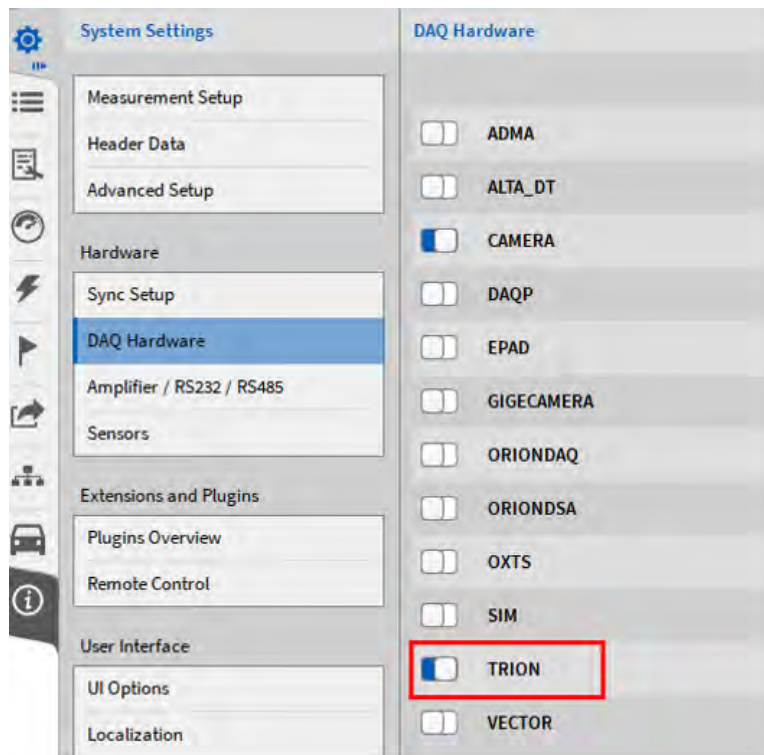 System Settings
Measurement Setup
Header Data
Advanced Setup
Hardware
Sync Setup
DAQ Hardware
Amplifier / RS232 / RS485
Sensors
Extensions and Plugins
Plugins Overview
Remote Control
User Interface
UI Options
Localization
DAQ Hardware
ADMA
ALTA_DT
CAMERA
DAQP
EPAD
GIGECAMERA
ORIONDAQ
ORIONDSA
OXTS
SIM
TRION
VECTOR